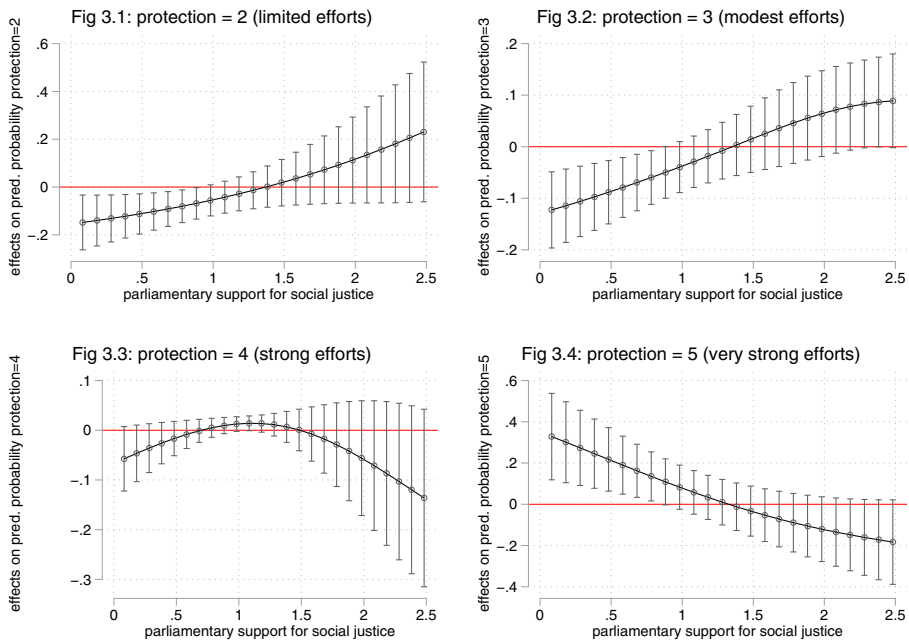 Fig 3.1: protection = 2 (limited efforts)
effects on pred. probability protection=2
.6
.4
.2
0
-.2
0 .5 1 1.5 2 2.5
parliamentary support for social justice
Fig 3.2: protection = 3 (modest efforts)
effects on pred. probability protection=3
.2
.1
0
-.1
-.2
0 .5 1 1.5 2 2.5
parliamentary support for social justice
Fig 3.3: protection = 4 (strong efforts)
effects on pred. probability protection=4
.1
0
-.1
-.3
0 .5 1 1.5 2 2.5
parliamentary support for social justice
Fig 3.4: protection = 5 (very strong efforts)
effects on pred. probability protection=5
.6
.4
.2
0
-.2
-.4
0 .5 1 1.5 2 2.5
parliamentary support for social justice